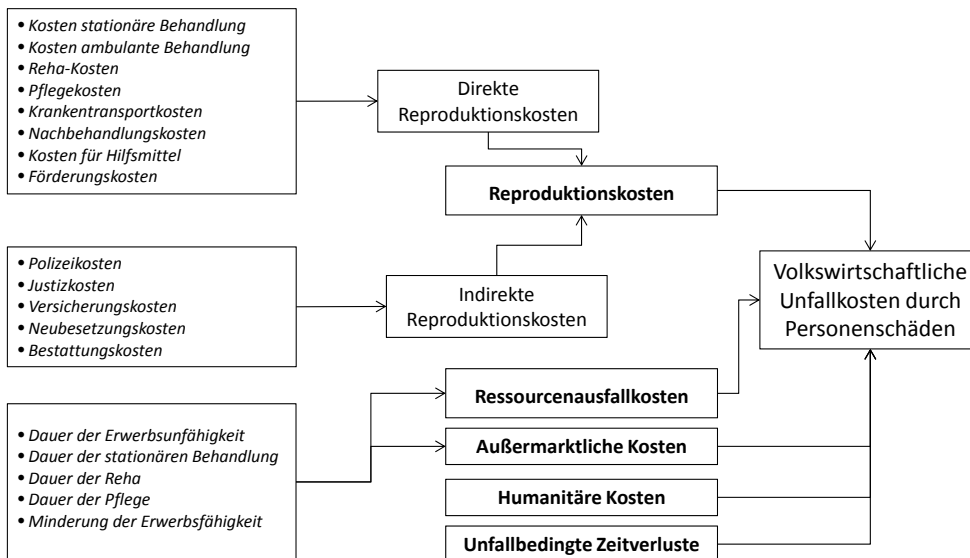 • Kosten stationäre Behandlung
• Kosten ambulante Behandlung
• Reha-Kosten
• Pflegekosten
• Krankentransportkosten
• Nachbehandlungskosten
• Kosten für Hilfsmittel
• Förderungskosten
Direkte
Reproduktionskosten
Reproduktionskosten
• Polizeikosten
• Justizkosten
• Versicherungskosten
• Neubesetzungskosten
• Bestattungskosten
Indirekte
Reproduktionskosten
Volkswirtschaftliche
Unfallkosten durch
Personenschäden
• Dauer der Erwerbsunfähigkeit
• Dauer der stationären Behandlung
• Dauer der Reha
• Dauer der Pflege
• Minderung der Erwerbsfähigkeit
Ressourcenausfallkosten
Außermarktliche Kosten
Humanitäre Kosten
Unfallbedingte Zeitverluste